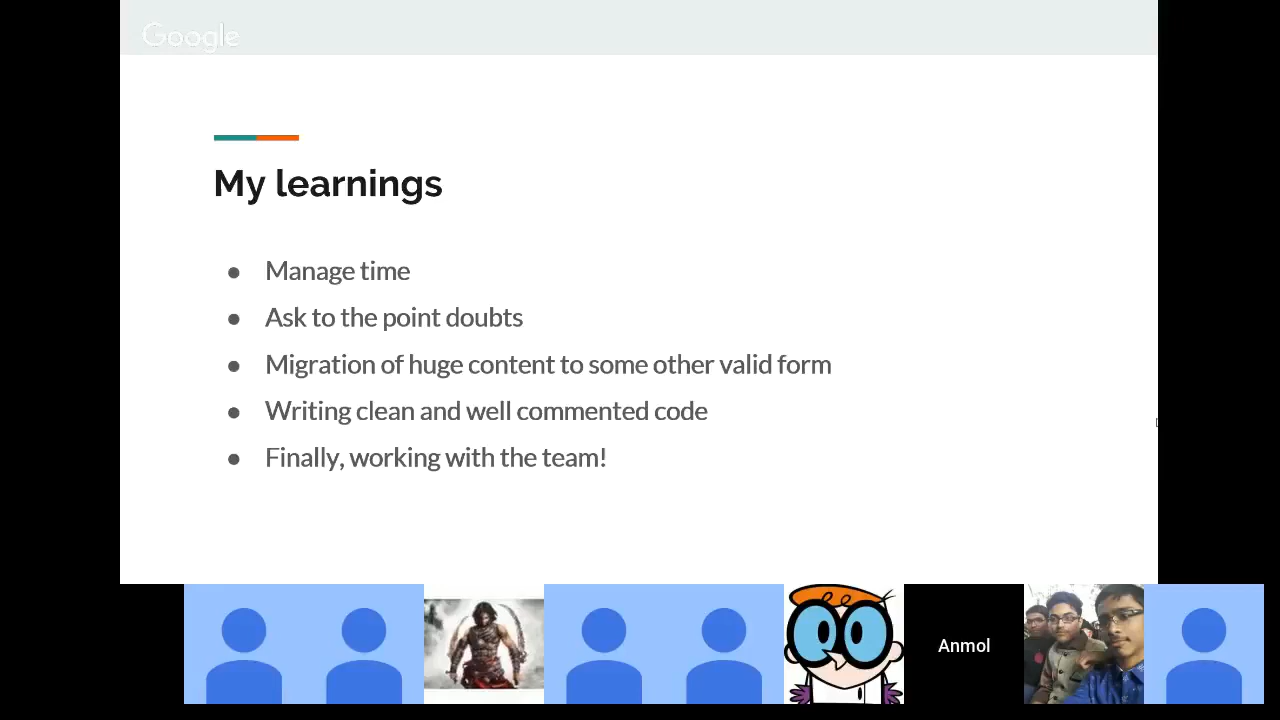 Google
My learnings
● Manage time
● Ask to the point doubts
● Migration of huge content to some other valid form
● Writing clean and well commented code
● Finally, working with the team!
Anmol